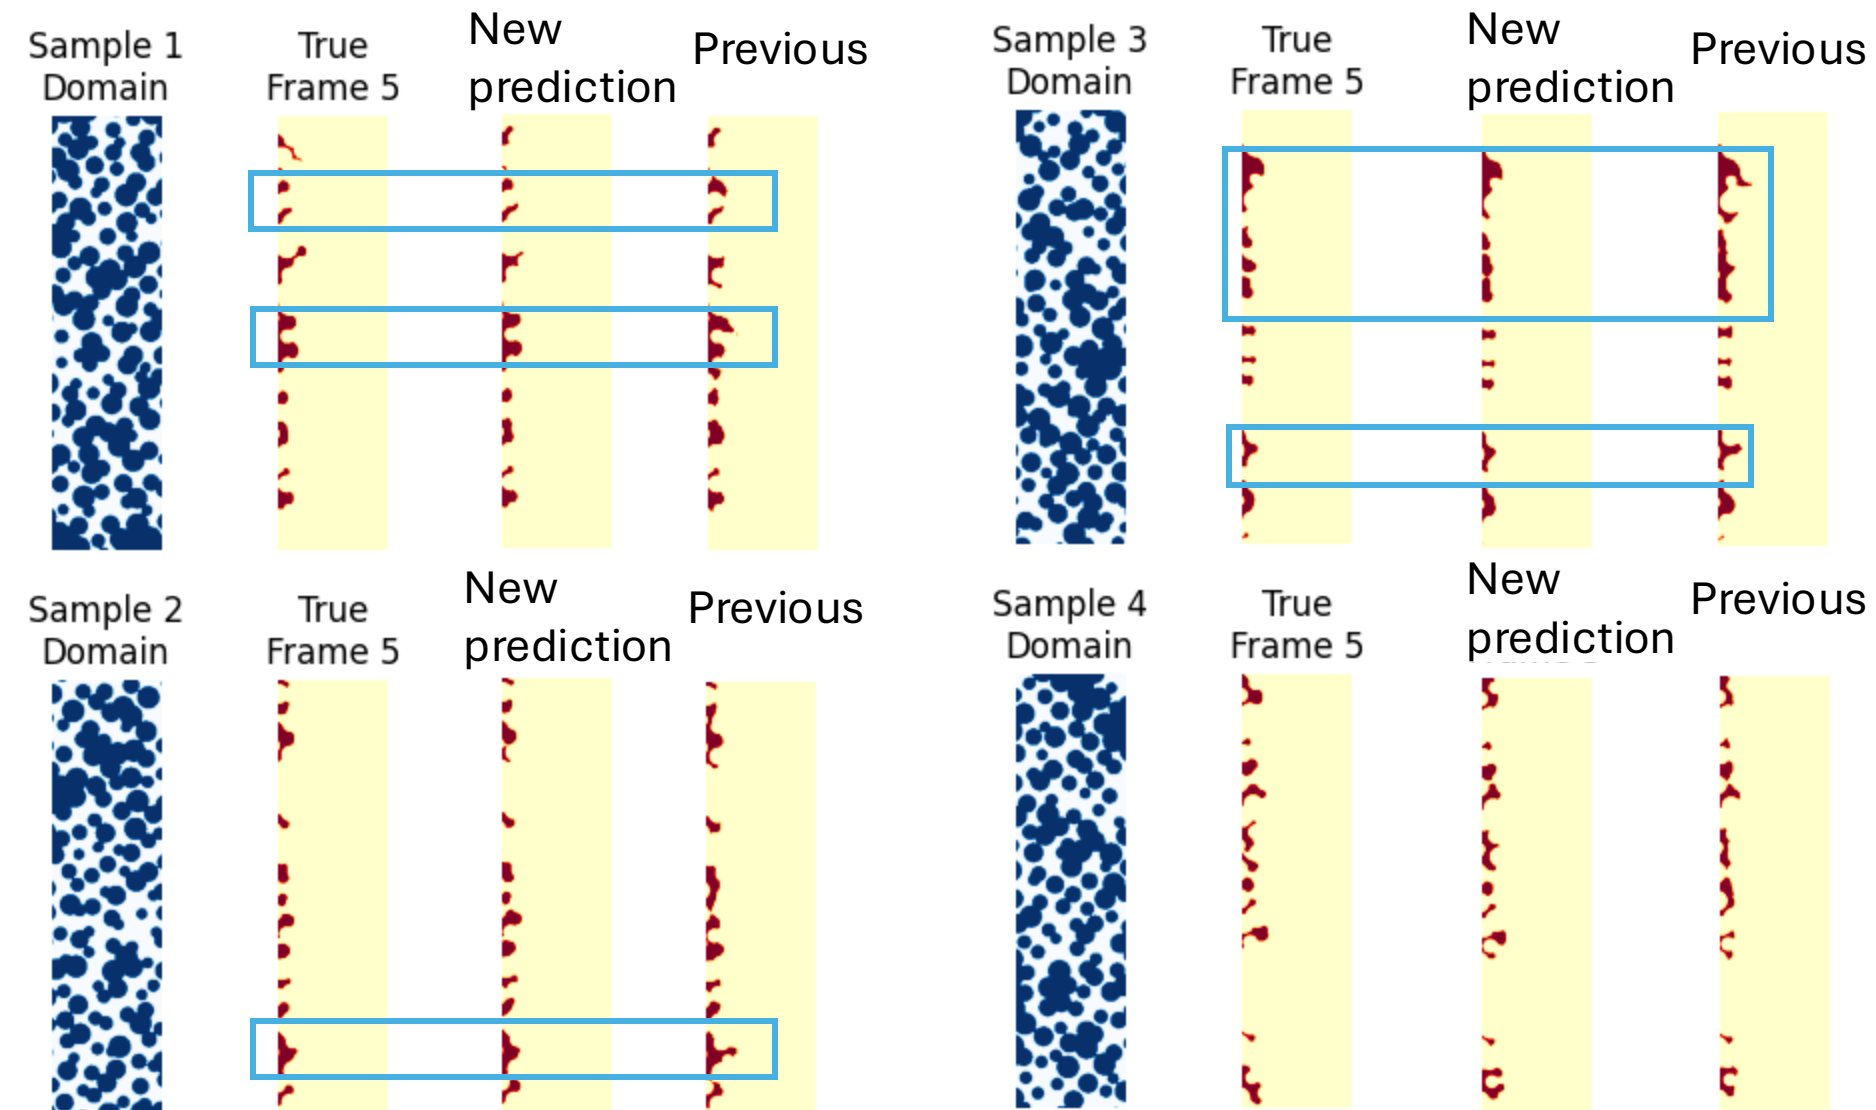 Sample 1
Domain
True
Frame 5
New
prediction
Previous
Sample 3
Domain
True
Frame 5
New
prediction
Previous
Sample 2
Domain
True
Frame 5
New
prediction
Previous
Sample 4
Domain
True
Frame 5
New
prediction
Previous